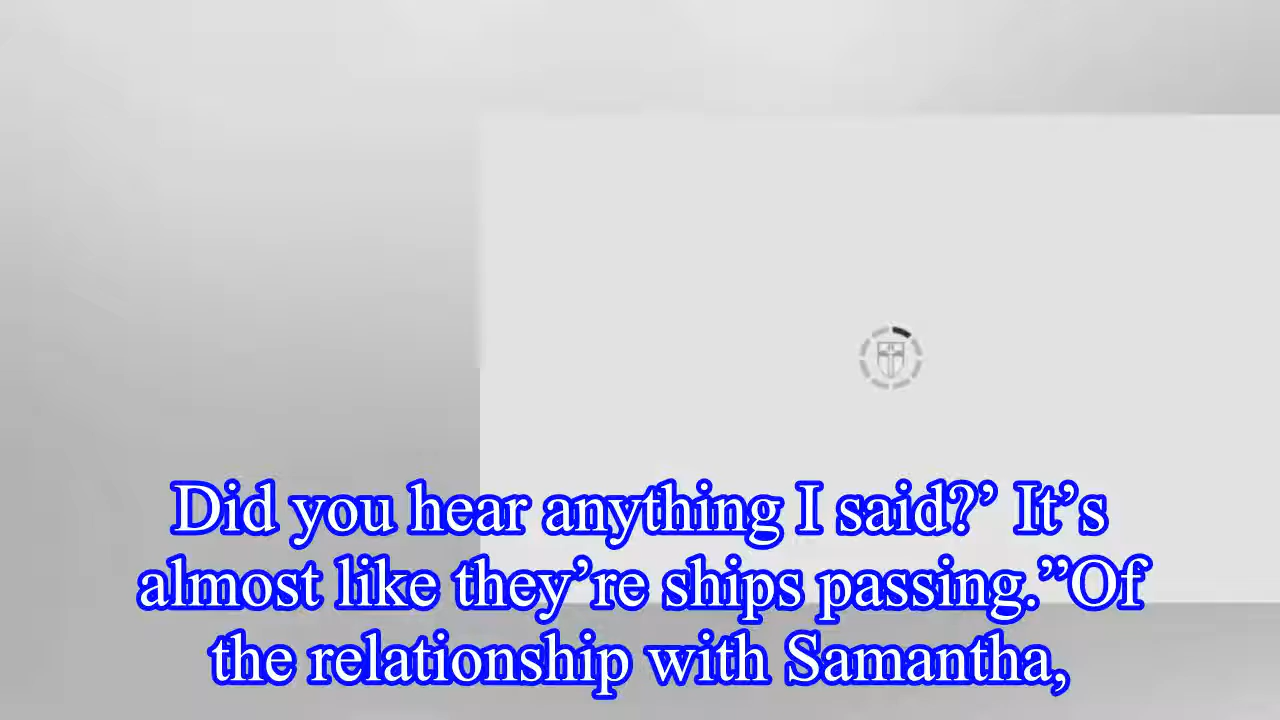 Did you hear anything I said?’ It’s
almost like they’re ships passing.”Of
the relationship with Samantha,